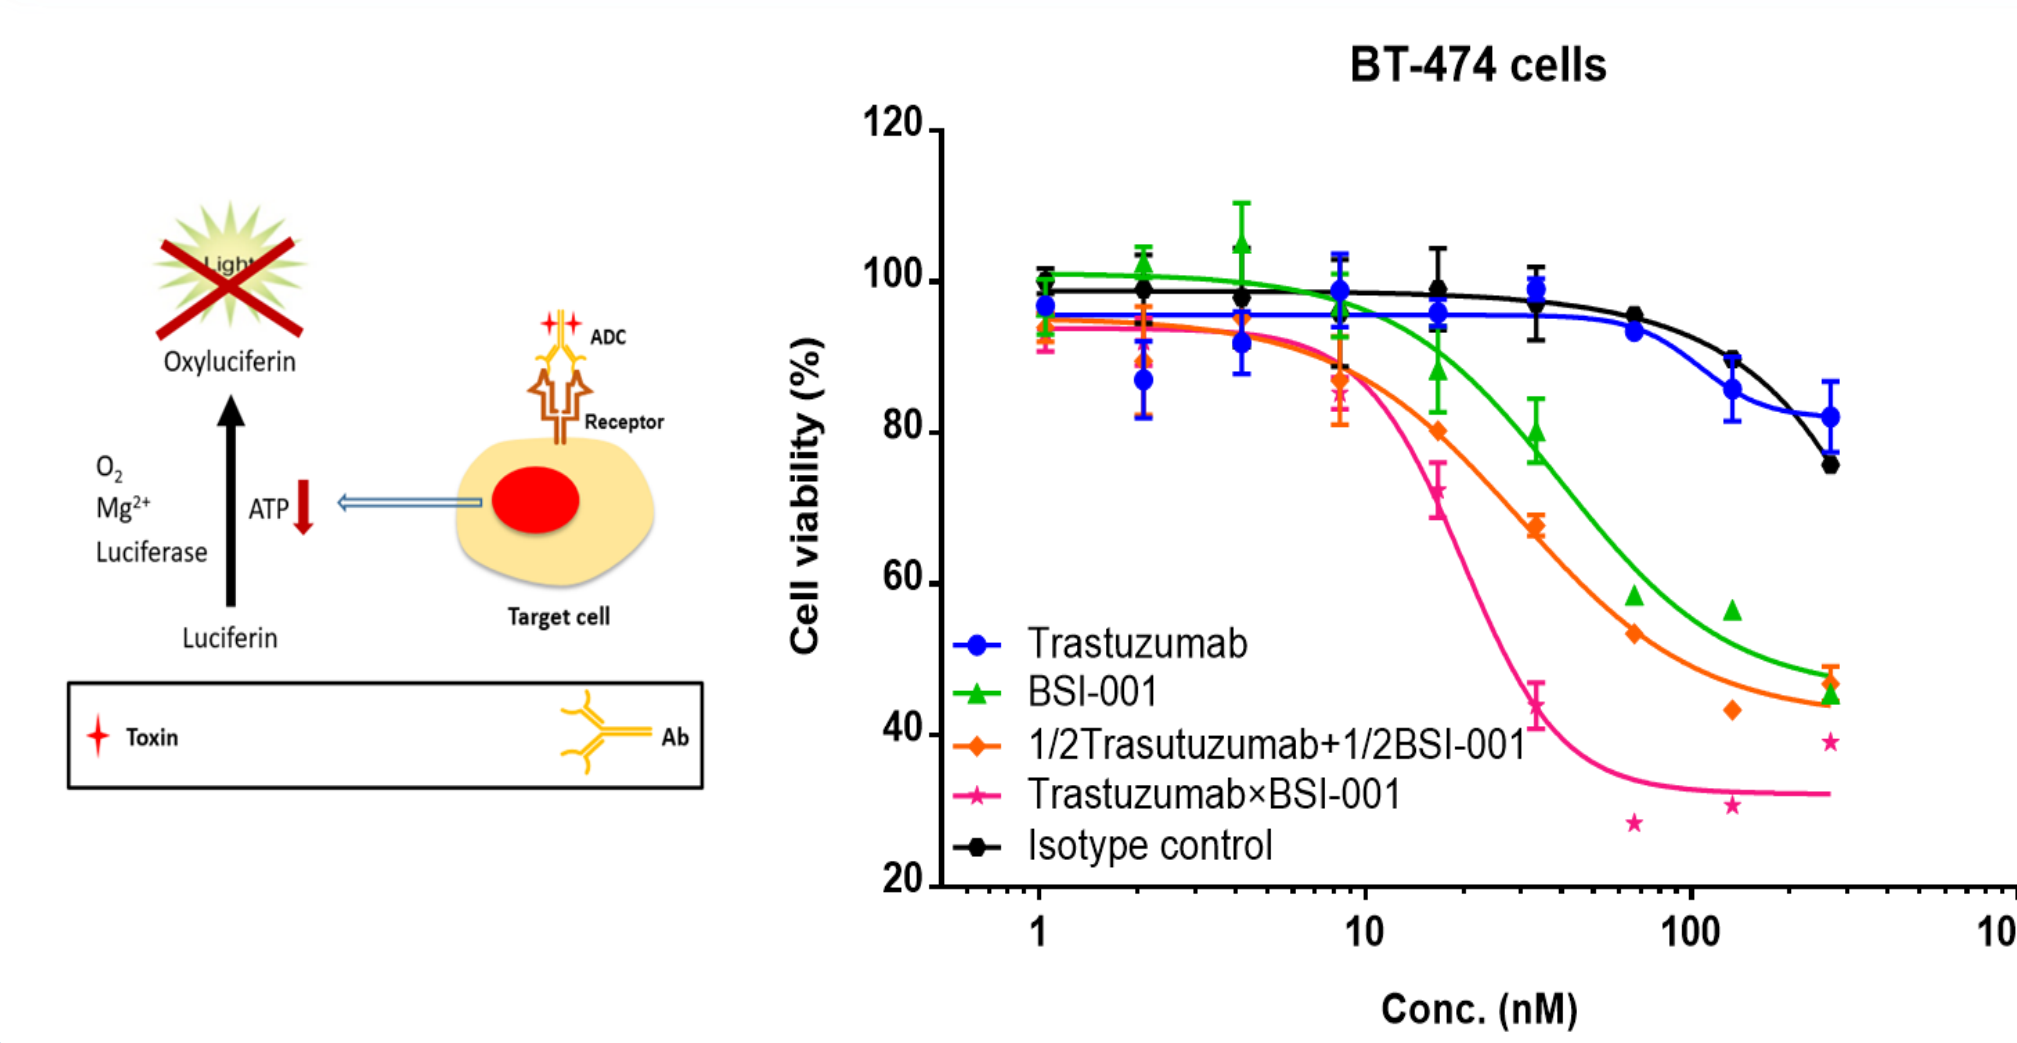 Light
Oxyluciferin
O2
Mg2+
Luciferase
ATP
Luciferin
ADC
Receptor
Target cell
Toxin
Ab
BT-474 cells
Cell viability (%)
120
100
80
60
40
20
Trastuzumab
BSI-001
1/2Trasutuzumab+1/2BSI-001
Trastuzumab×BSI-001
Isotype control
1
10
100
10
Conc. (nM)